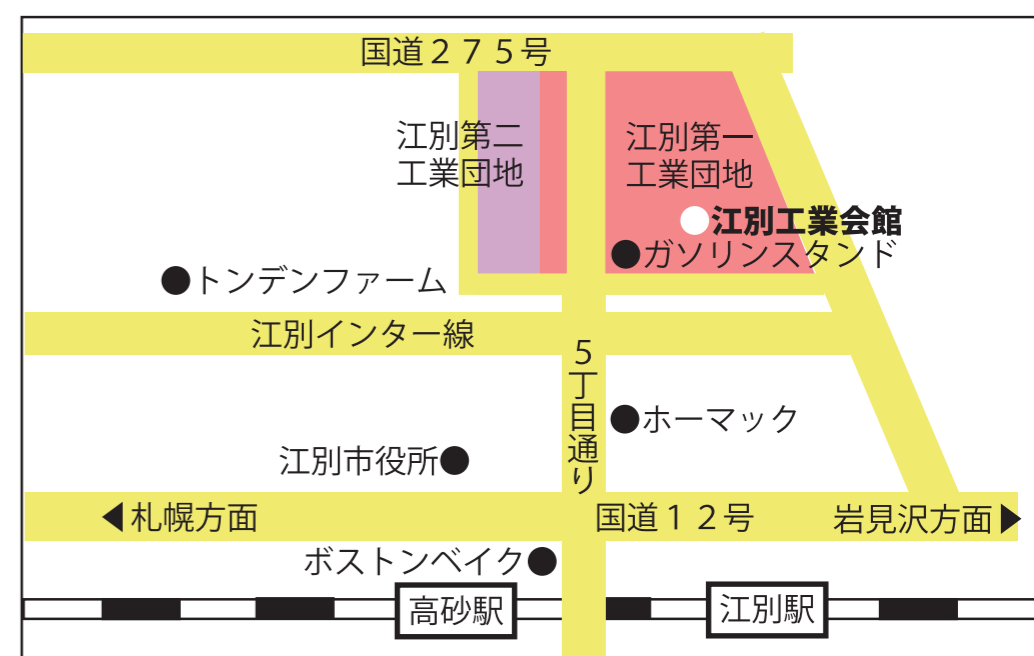 国道２７５号
江別第二
工業団地
江別第一
工業団地
江別工業会館
ガソリンスタンド
トンデンファーム
江別インター線
5丁目通り
ホーマック
江別市役所
札幌方面
国道１２号
岩見沢方面
ボストンベイク
高砂駅
江別駅